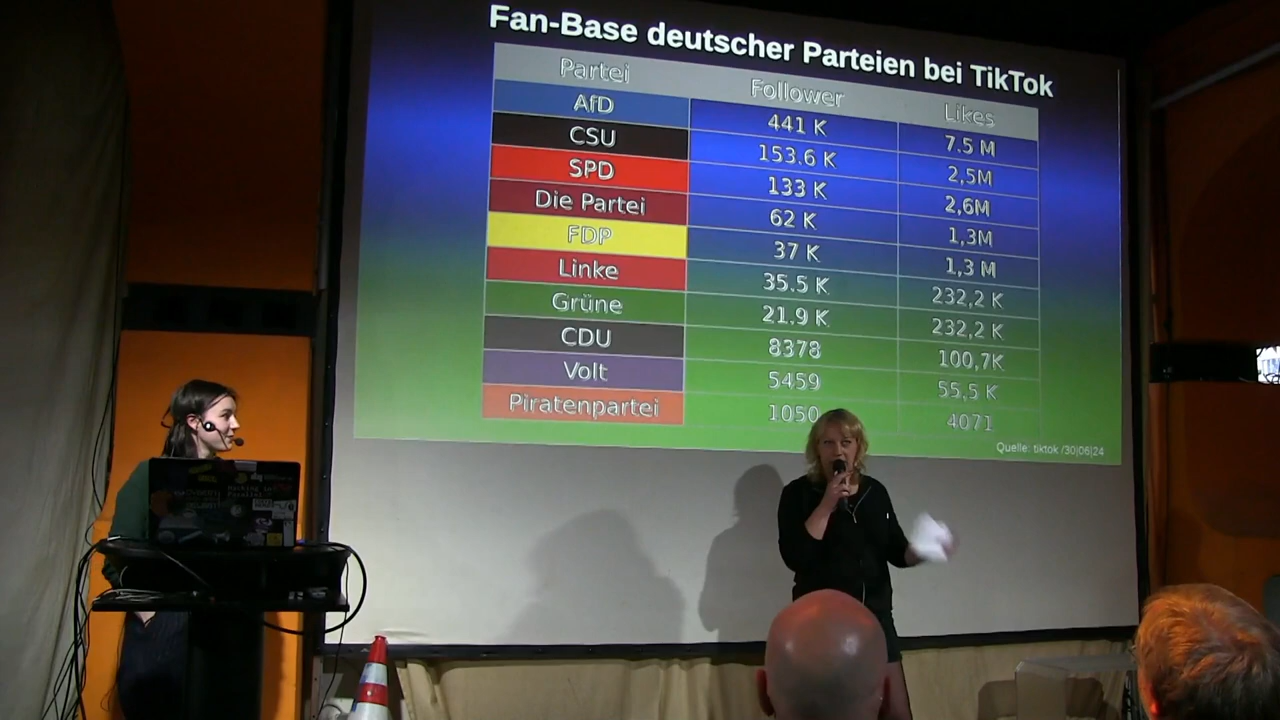 Fan-Base deutscher Parteien bei TikTok
Partei Follower Likes
AfD 441 K 7.5 M
CSU 153.6 K 2,5M
SPD 133 K 2,6M
Die Partei 62 K 1,3M
FDP 37 K 1,3 M
Linke 35.5 K 232,2 K
Grüne 21.9 K 232,2 K
CDU 8378 100,7K
Volt 5459 55,5 K
Piratenpartei 1050 4071
Quelle: tiktok /30|06|24